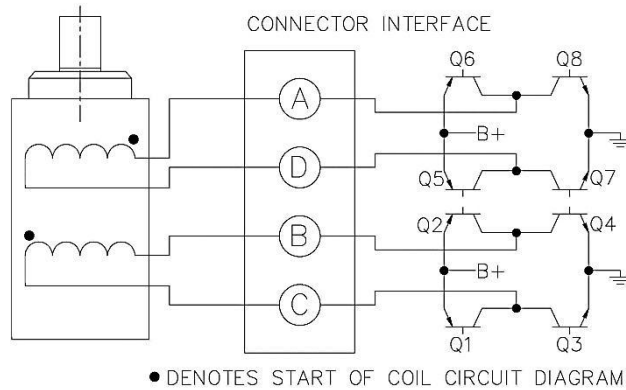 CONNECTOR INTERFACE
Q6 Q8
A
B+
D
Q5 Q7
Q2 Q4
B
B+
C
Q1 Q3
DENOTES START OF COIL CIRCUIT DIAGRAM